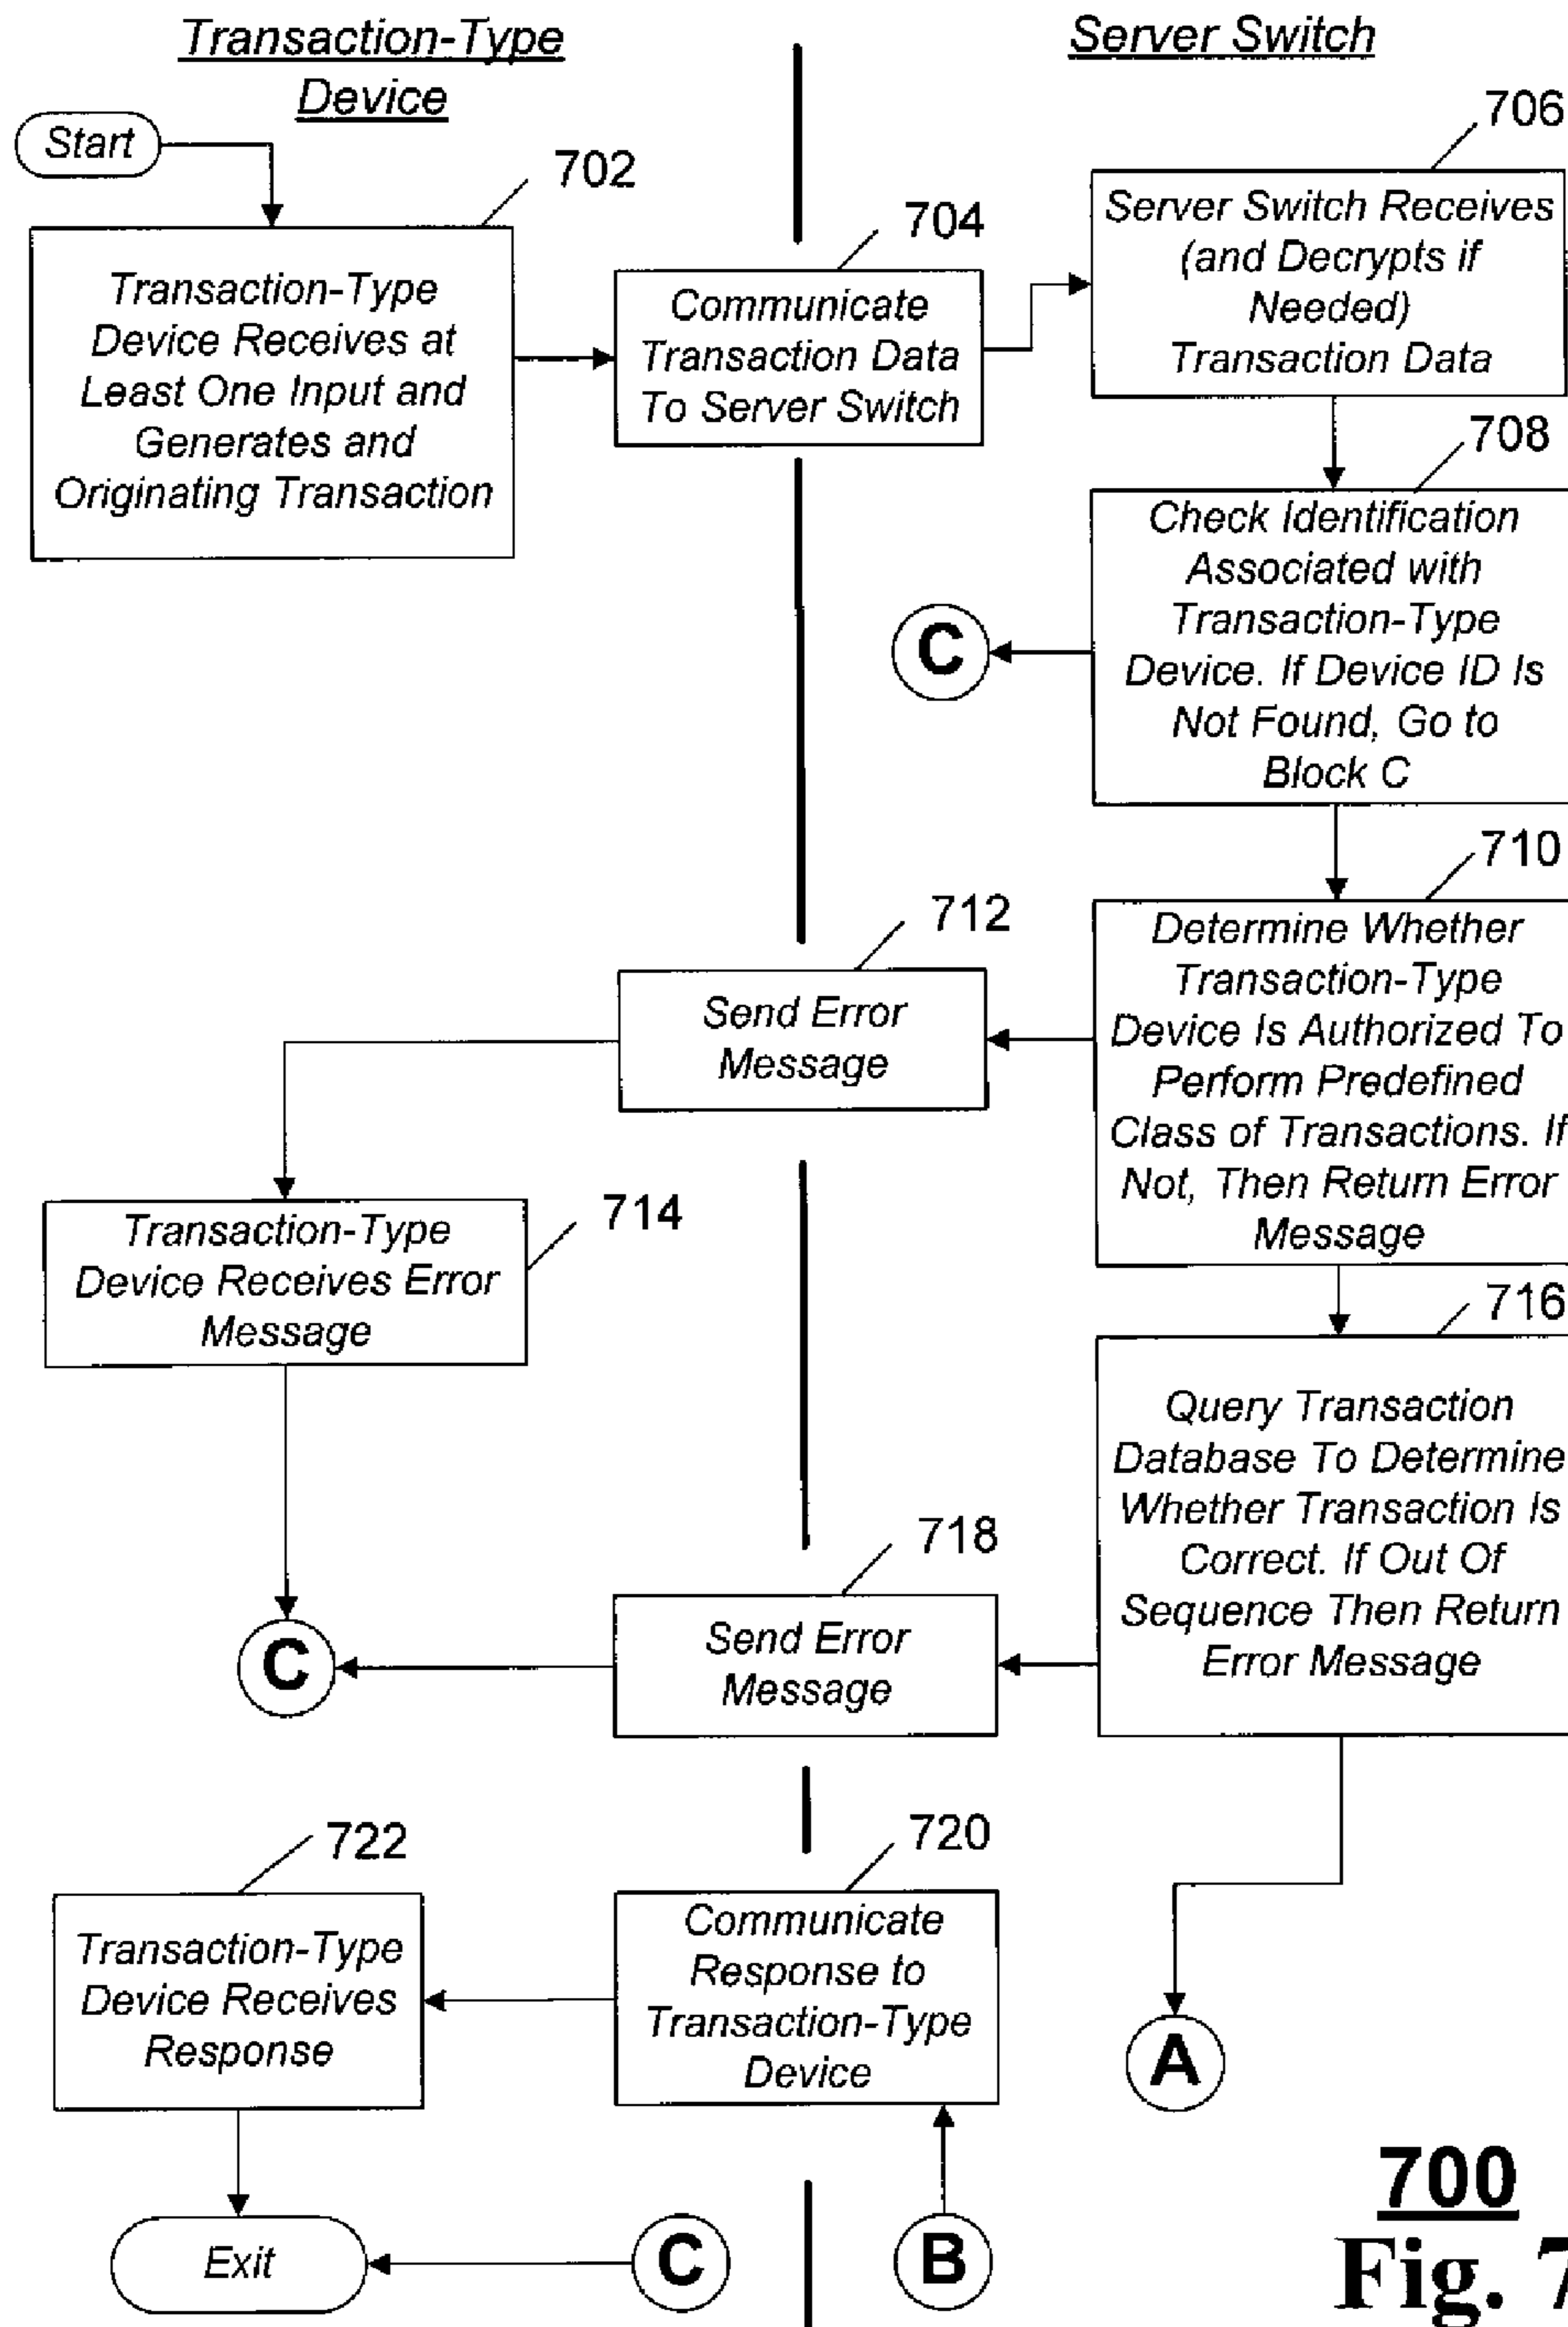 Transaction-Type
Device
Server Switch
Start
702
Transaction-Type
Device Receives at
Least One Input and
Generates and
Originating Transaction
704
Communicate
Transaction Data
To Server Switch
706
Server Switch Receives
(and Decrypts if
Needed)
Transaction Data
708
Check Identification
Associated with
Transaction-Type
Device. If Device ID Is
Not Found, Go to
Block C
C
710
Determine Whether
Transaction-Type
Device Is Authorized To
Perform Predefined
Class of Transactions. If
Not, Then Return Error
Message
712
Send Error
Message
714
Transaction-Type
Device Receives Error
Message
716
Query Transaction
Database To Determine
Whether Transaction Is
Correct. If Out Of
Sequence Then Return
Error Message
718
Send Error
Message
C
722
Transaction-Type
Device Receives
Response
720
Communicate
Response to
Transaction-Type
Device
A
Exit
C
B
700
Fig. 7